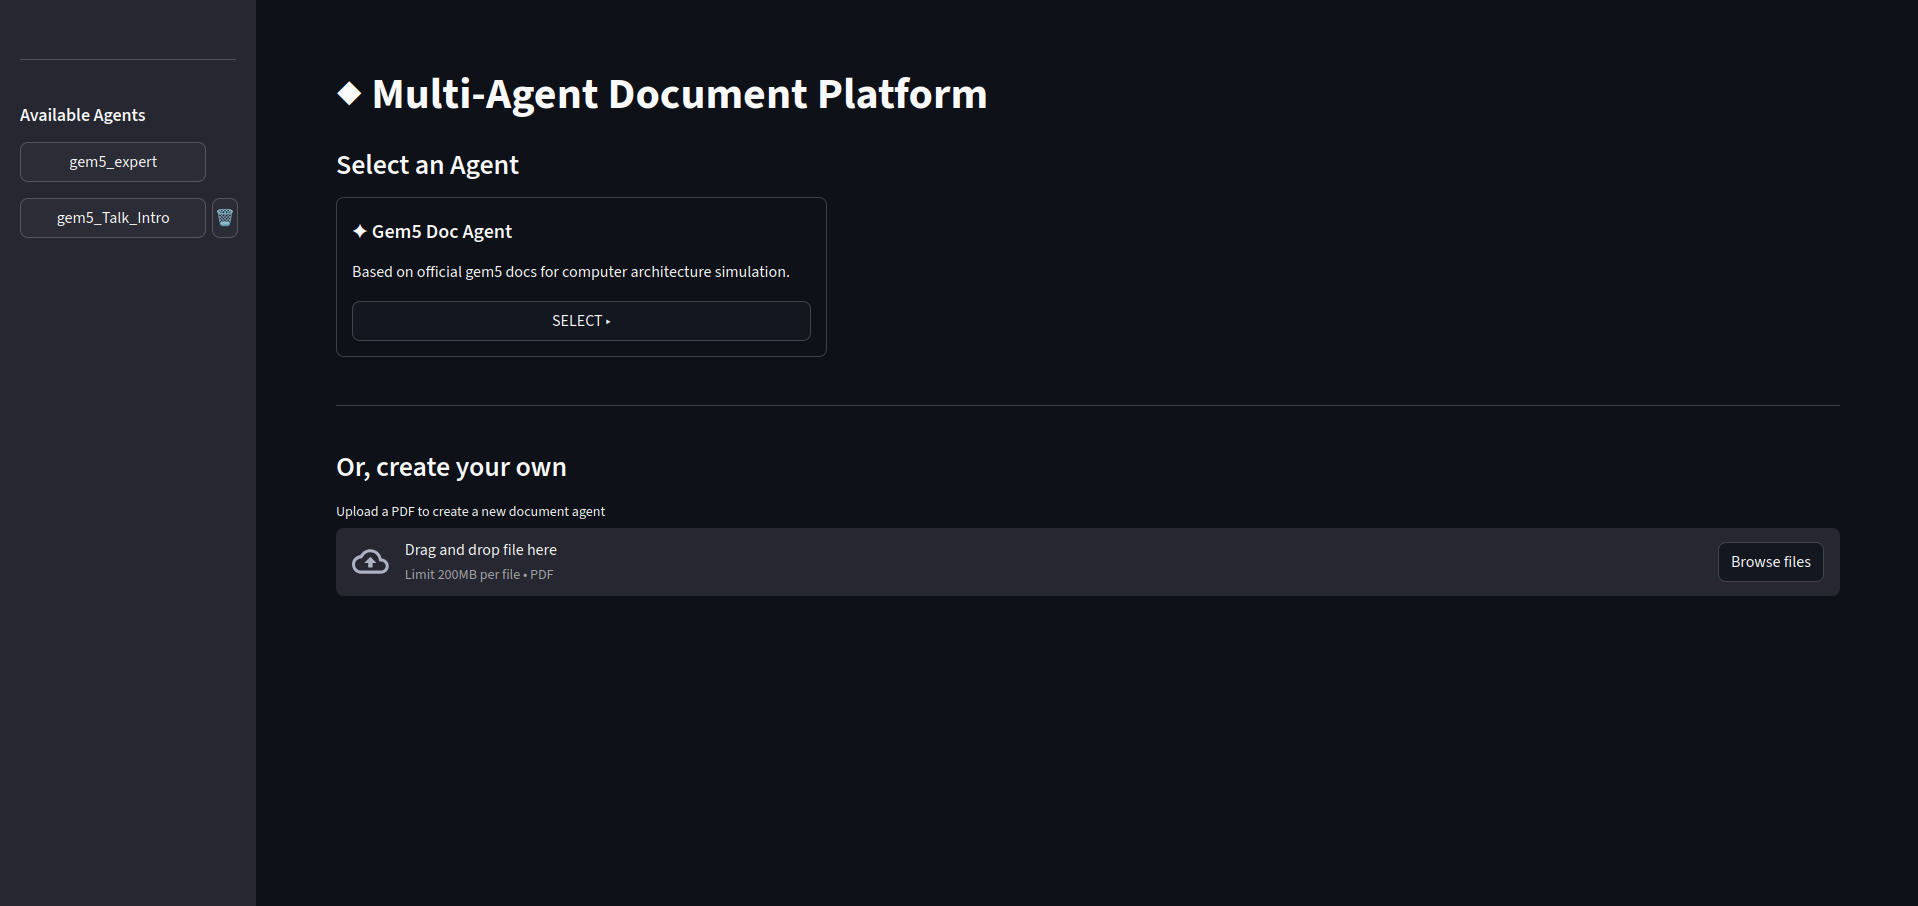 Available Agents
gem5_expert
gem5_Talk_Intro
◆ Multi-Agent Document Platform
Select an Agent
✦ Gem5 Doc Agent
Based on official gem5 docs for computer architecture simulation.
SELECT ▸
Or, create your own
Upload a PDF to create a new document agent
Drag and drop file here
Limit 200MB per file • PDF
Browse files